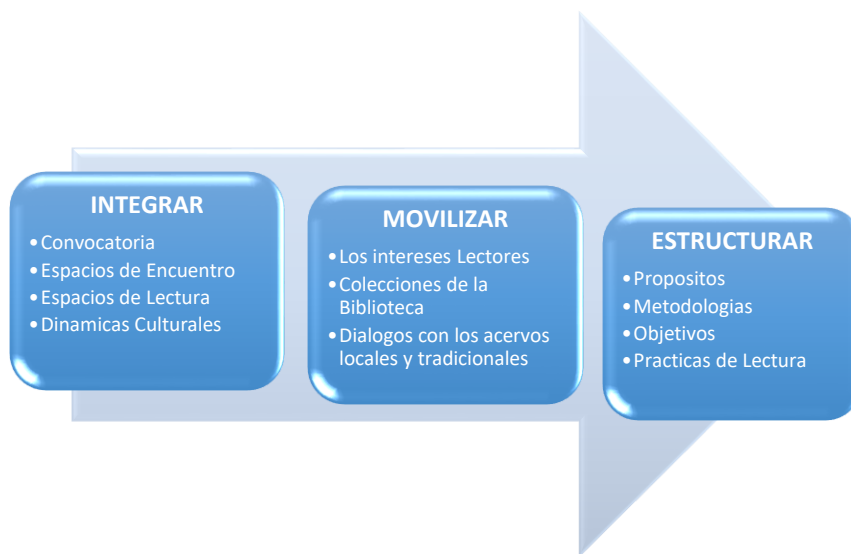 INTEGRAR
•Convocatoria
•Espacios de Encuentro
•Espacios de Lectura
•Dinamicas Culturales
MOVILIZAR
•Los intereses Lectores
•Colecciones de la
Biblioteca
•Dialogos con los acervos
locales y tradicionales
ESTRUCTURAR
•Propositos
•Metodologias
•Objetivos
•Practicas de Lectura